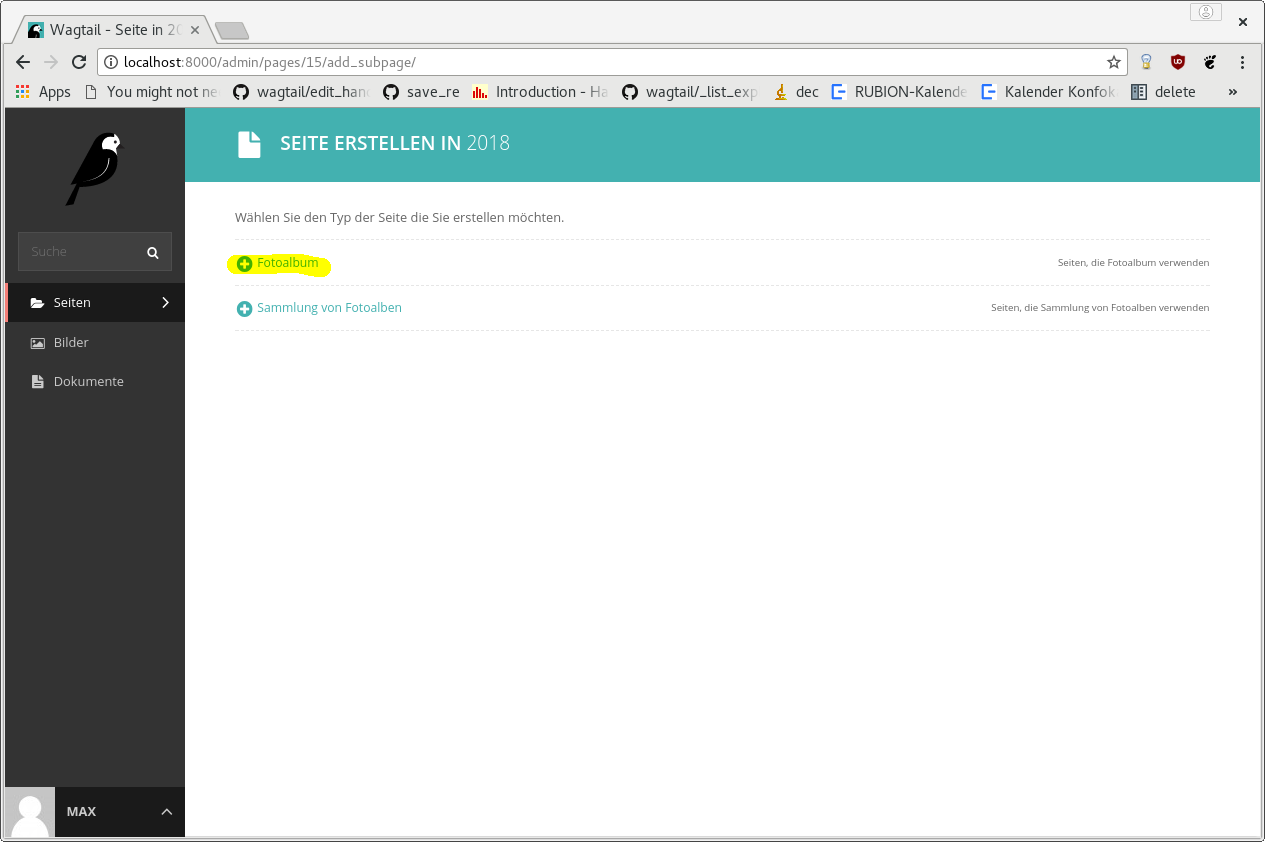 Wagtail - Seite in 20
localhost:8000/admin/pages/15/add_subpage/
Apps
You might not ne
wagtail/edit_han
save_re
Introduction - Ha
wagtail/_list_exp
dec
RUBION-Kalende
Kalender Konfok
delete
»
SEITE ERSTELLEN IN 2018
Suche
Seiten
Bilder
Dokumente
Wählen Sie den Typ der Seite die Sie erstellen möchten.
Fotoalbum
Seiten, die Fotoalbum verwenden
Sammlung von Fotoalben
Seiten, die Sammlung von Fotoalben verwenden
MAX